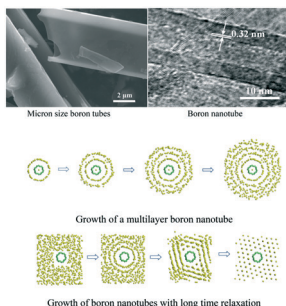 2 μm
0.32 nm
10 nm
Micron size boron tubes
Boron nanotube
Growth of a multilayer boron nanotube
Growth of boron nanotubes with long time relaxation